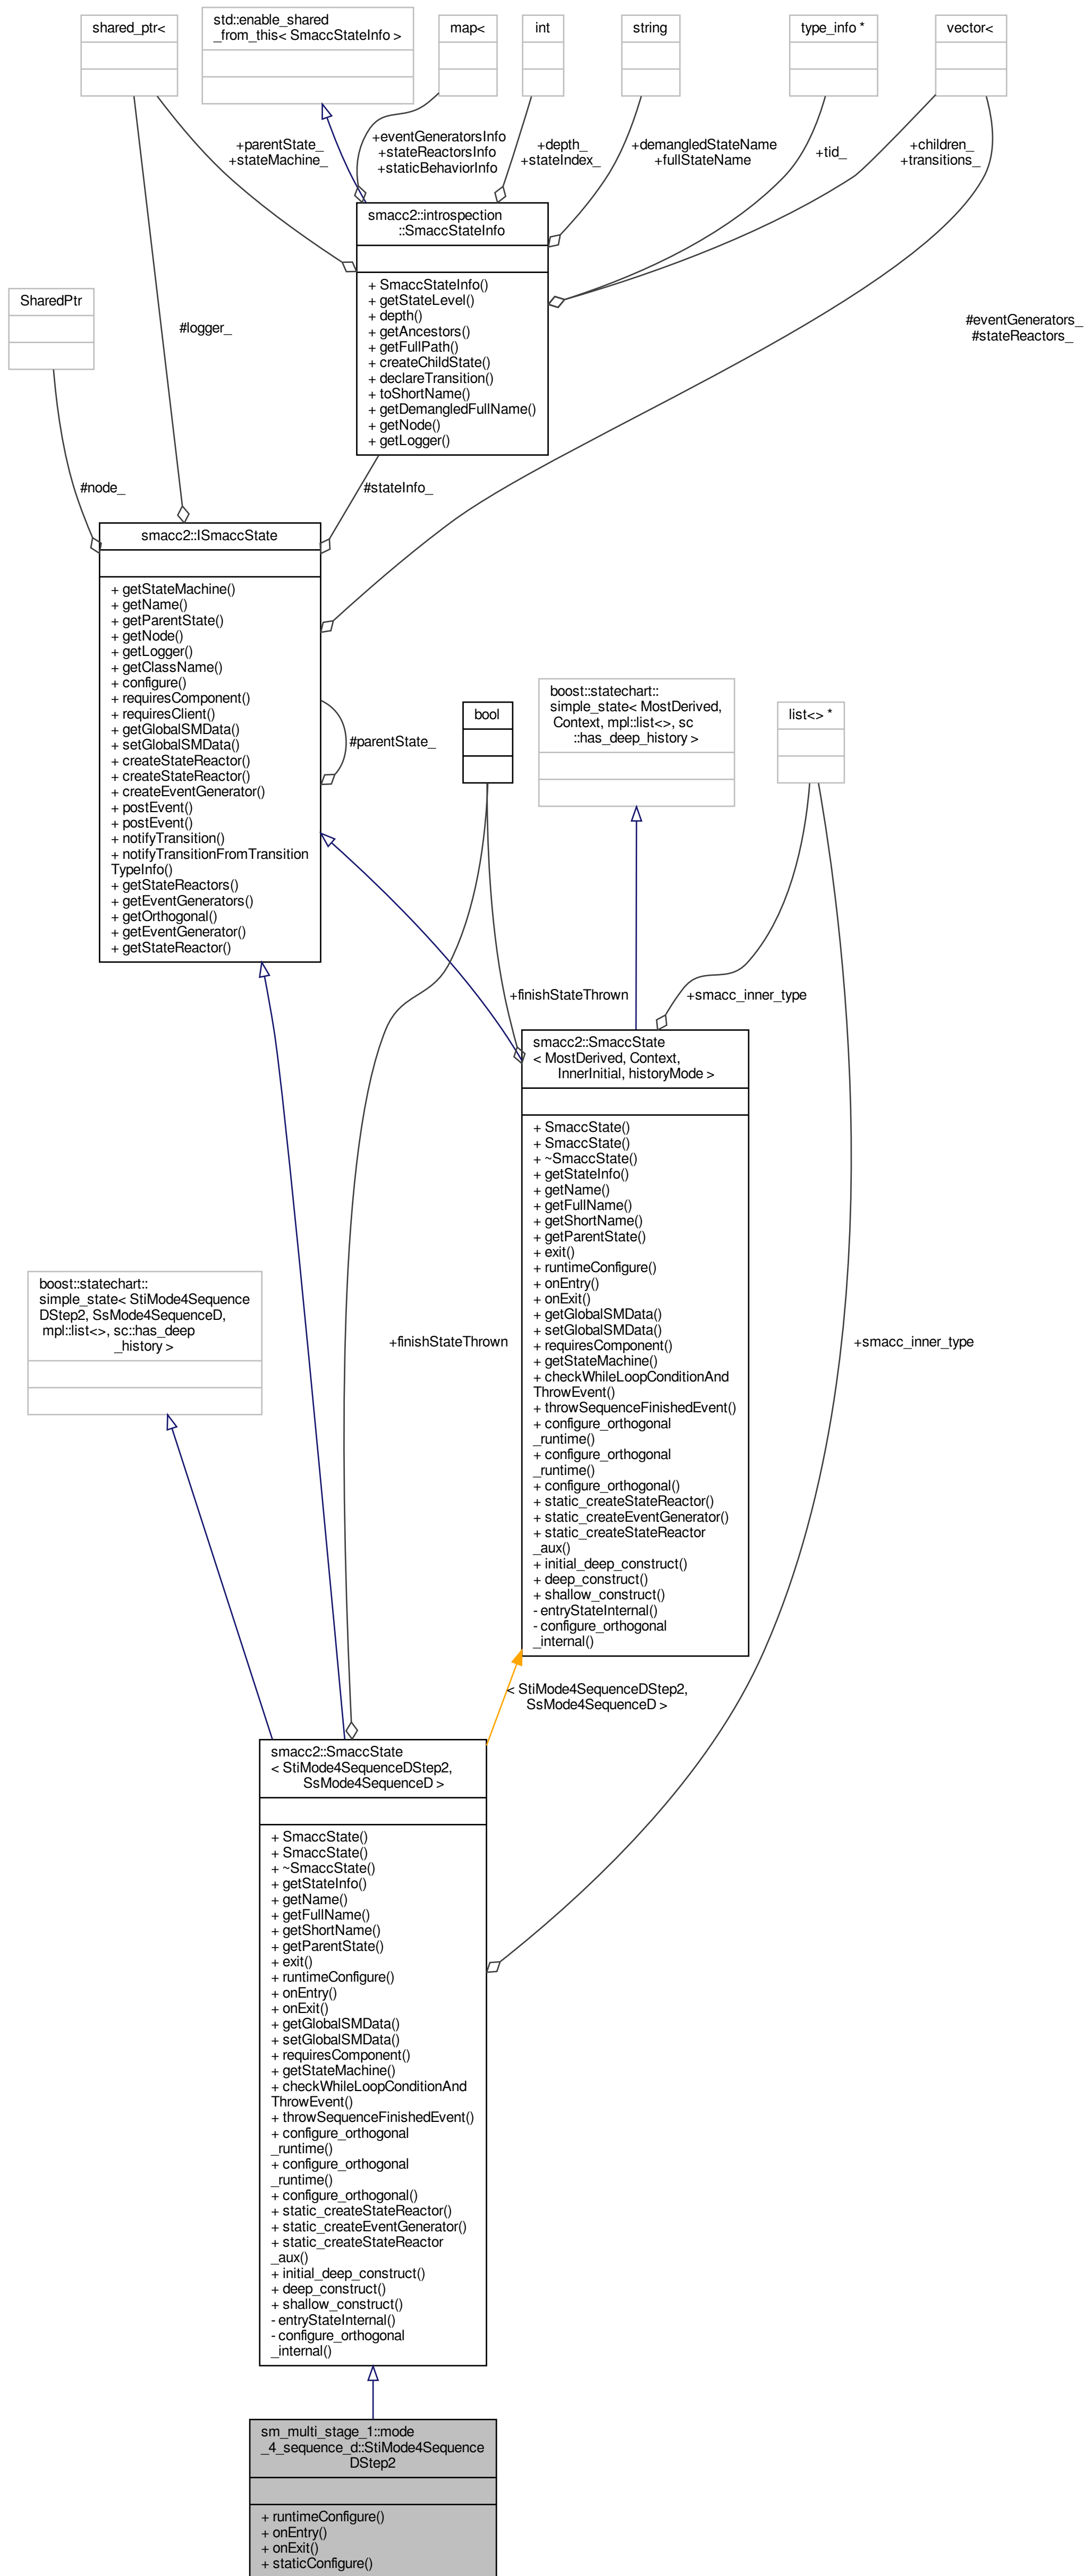 shared_ptr<
std::enable_shared
_from_this< SmaccStateInfo >
map<
int
string
type_info *
vector<
+parentState_
+stateMachine_
+eventGeneratorsInfo
+stateReactorsInfo
+staticBehaviorInfo
+depth_
+stateIndex_
+demangledStateName
+fullStateName
+tid_
+children_
+transitions_
smacc2::introspection
::SmaccStateInfo
+ SmaccStateInfo()
+ getStateLevel()
+ depth()
+ getAncestors()
+ getFullPath()
+ createChildState()
+ declareTransition()
+ toShortName()
+ getDemangledFullName()
+ getNode()
+ getLogger()
SharedPtr
#logger_
#eventGenerators_
#stateReactors_
#node_
#stateInfo_
smacc2::ISmaccState
+ getStateMachine()
+ getName()
+ getParentState()
+ getNode()
+ getLogger()
+ getClassName()
+ configure()
+ requiresComponent()
+ requiresClient()
+ getGlobalSMData()
+ setGlobalSMData()
+ createStateReactor()
+ createStateReactor()
+ createEventGenerator()
+ postEvent()
+ postEvent()
+ notifyTransition()
+ notifyTransitionFromTransition
TypeInfo()
+ getStateReactors()
+ getEventGenerators()
+ getOrthogonal()
+ getEventGenerator()
+ getStateReactor()
#parentState_
bool
boost::statechart::
simple_state< MostDerived,
Context, mpl::list<>, sc
::has_deep_history >
list<> *
+finishStateThrown
+smacc_inner_type
smacc2::SmaccState
< MostDerived, Context,
InnerInitial, historyMode >
+ SmaccState()
+ SmaccState()
+ ~SmaccState()
+ getStateInfo()
+ getName()
+ getFullName()
+ getShortName()
+ getParentState()
+ exit()
+ runtimeConfigure()
+ onEntry()
+ onExit()
+ getGlobalSMData()
+ setGlobalSMData()
+ requiresComponent()
+ getStateMachine()
+ checkWhileLoopConditionAnd
ThrowEvent()
+ throwSequenceFinishedEvent()
+ configure_orthogonal
_runtime()
+ configure_orthogonal
_runtime()
+ configure_orthogonal()
+ static_createStateReactor()
+ static_createEventGenerator()
+ static_createStateReactor
_aux()
+ initial_deep_construct()
+ deep_construct()
+ shallow_construct()
- entryStateInternal()
- configure_orthogonal
_internal()
boost::statechart::
simple_state< StiMode4Sequence
DStep2, SsMode4SequenceD,
mpl::list<>, sc::has_deep
_history >
+finishStateThrown
+smacc_inner_type
< StiMode4SequenceDStep2,
SsMode4SequenceD >
smacc2::SmaccState
< StiMode4SequenceDStep2,
SsMode4SequenceD >
+ SmaccState()
+ SmaccState()
+ ~SmaccState()
+ getStateInfo()
+ getName()
+ getFullName()
+ getShortName()
+ getParentState()
+ exit()
+ runtimeConfigure()
+ onEntry()
+ onExit()
+ getGlobalSMData()
+ setGlobalSMData()
+ requiresComponent()
+ getStateMachine()
+ checkWhileLoopConditionAnd
ThrowEvent()
+ throwSequenceFinishedEvent()
+ configure_orthogonal
_runtime()
+ configure_orthogonal
_runtime()
+ configure_orthogonal()
+ static_createStateReactor()
+ static_createEventGenerator()
+ static_createStateReactor
_aux()
+ initial_deep_construct()
+ deep_construct()
+ shallow_construct()
- entryStateInternal()
- configure_orthogonal
_internal()
sm_multi_stage_1::mode
_4_sequence_d::StiMode4Sequence
DStep2
+ runtimeConfigure()
+ onEntry()
+ onExit()
+ staticConfigure()